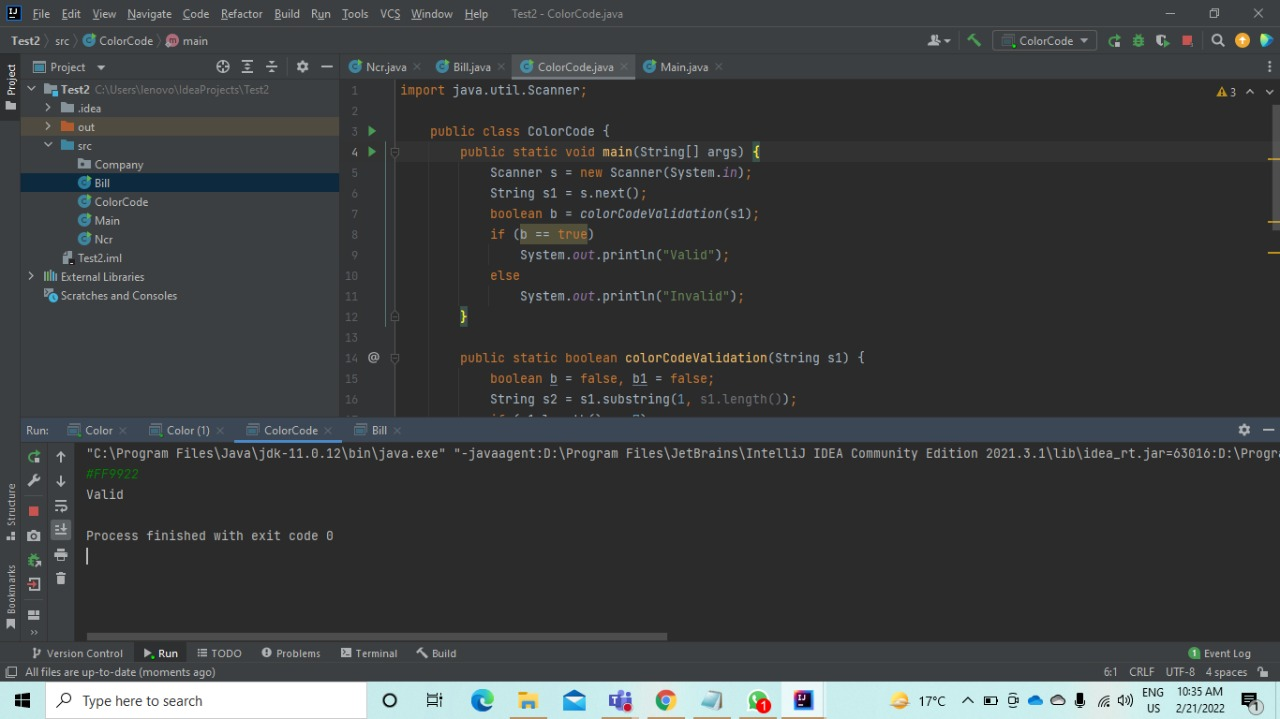 File Edit View Navigate Code Refactor Build Run Tools VCS Window Help Test2 - ColorCode.java
Test2 src ColorCode main ColorCode
Project Ncr.java Bill.java ColorCode.java Main.java
Project
Test2 C:\Users\lenovo\IdeaProjects\Test2
.idea
out
src
Company
Bill
ColorCode
Main
Ncr
Test2.iml
External Libraries
Scratches and Consoles
3
1 import java.util.Scanner;
2
3 public class ColorCode {
4 public static void main(String[] args) {
5 Scanner s = new Scanner(System.in);
6 String s1 = s.next();
7 boolean b = colorCodeValidation(s1);
8 if (b == true)
9 System.out.println("Valid");
10 else
11 System.out.println("Invalid");
12 }
13
14 @ public static boolean colorCodeValidation(String s1) {
15 boolean b = false, b1 = false;
16 String s2 = s1.substring(1, s1.length());
Run: Color Color (1) ColorCode Bill
"C:\Program Files\Java\jdk-11.0.12\bin\java.exe" "-javaagent:D:\Program Files\JetBrains\IntelliJ IDEA Community Edition 2021.3.1\lib\idea_rt.jar=63016:D:\Progra
#FF9922
Valid
Process finished with exit code 0
Structure
Bookmarks
Version Control Run TODO Problems Terminal Build 1 Event Log
All files are up-to-date (moments ago) 6:1 CRLF UTF-8 4 spaces
Type here to search 1 17°C ENG US 10:35 AM 2/21/2022 1